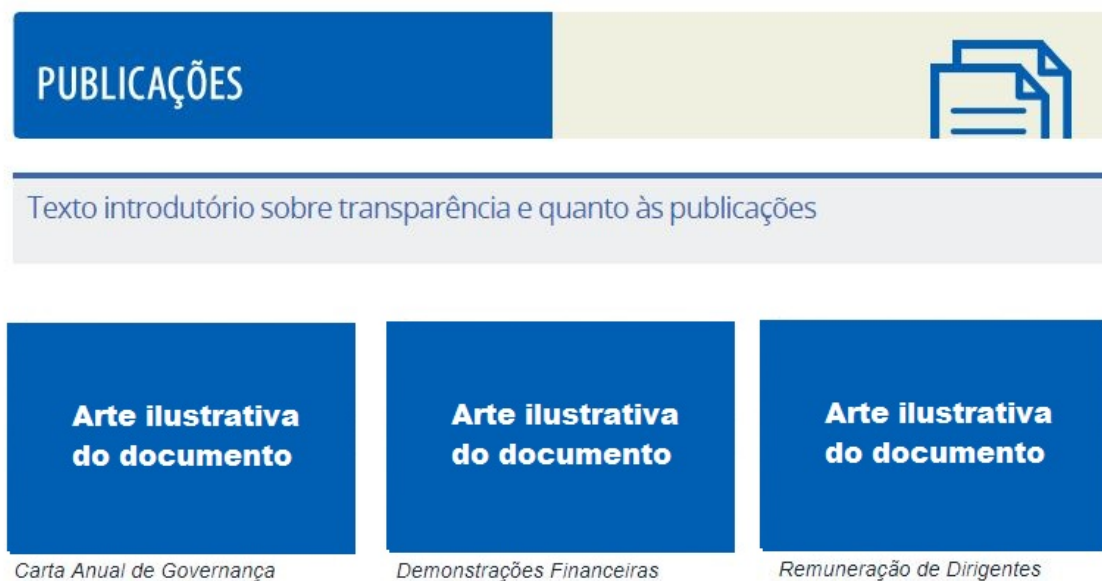 PUBLICAÇÕES
Texto introdutório sobre transparência e quanto às publicações
Arte ilustrativa
do documento
Arte ilustrativa
do documento
Arte ilustrativa
do documento
Carta Anual de Governança
Demonstrações Financeiras
Remuneração de Dirigentes